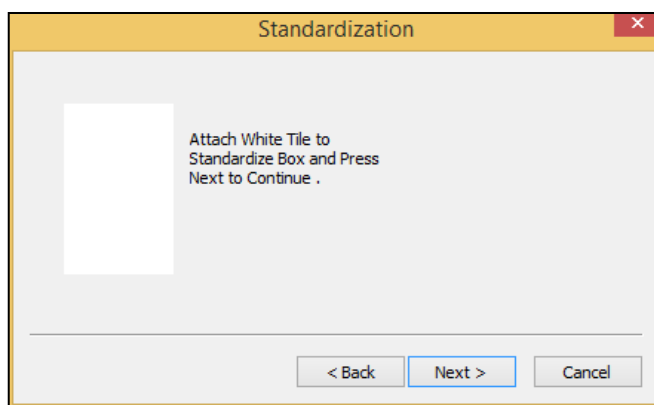 Standardization
Attach White Tile to
Standardize Box and Press
Next to Continue .
< Back
Next >
Cancel